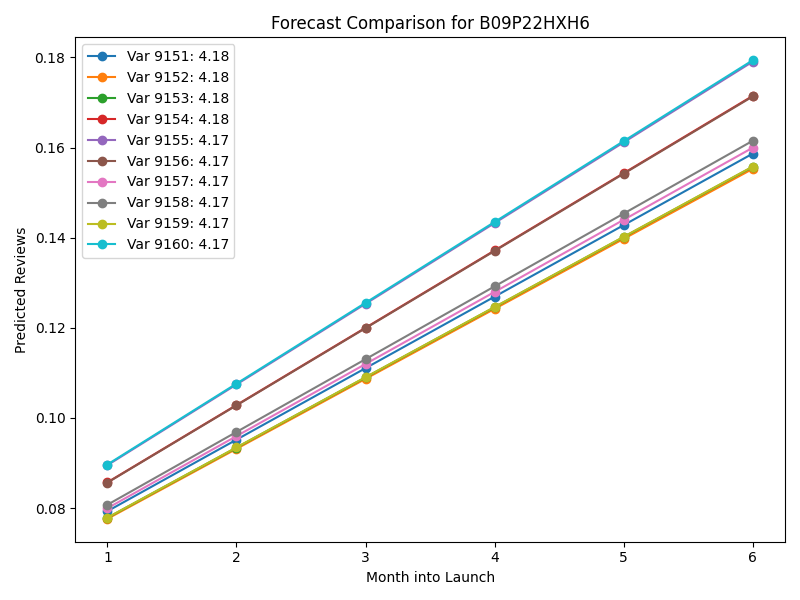 Forecast Comparison for B09P22HXH6
Predicted Reviews
0.18
0.16
0.14
0.12
0.10
0.08
Var 9151: 4.18
Var 9152: 4.18
Var 9153: 4.18
Var 9154: 4.18
Var 9155: 4.17
Var 9156: 4.17
Var 9157: 4.17
Var 9158: 4.17
Var 9159: 4.17
Var 9160: 4.17
1 2 3 4 5 6
Month into Launch